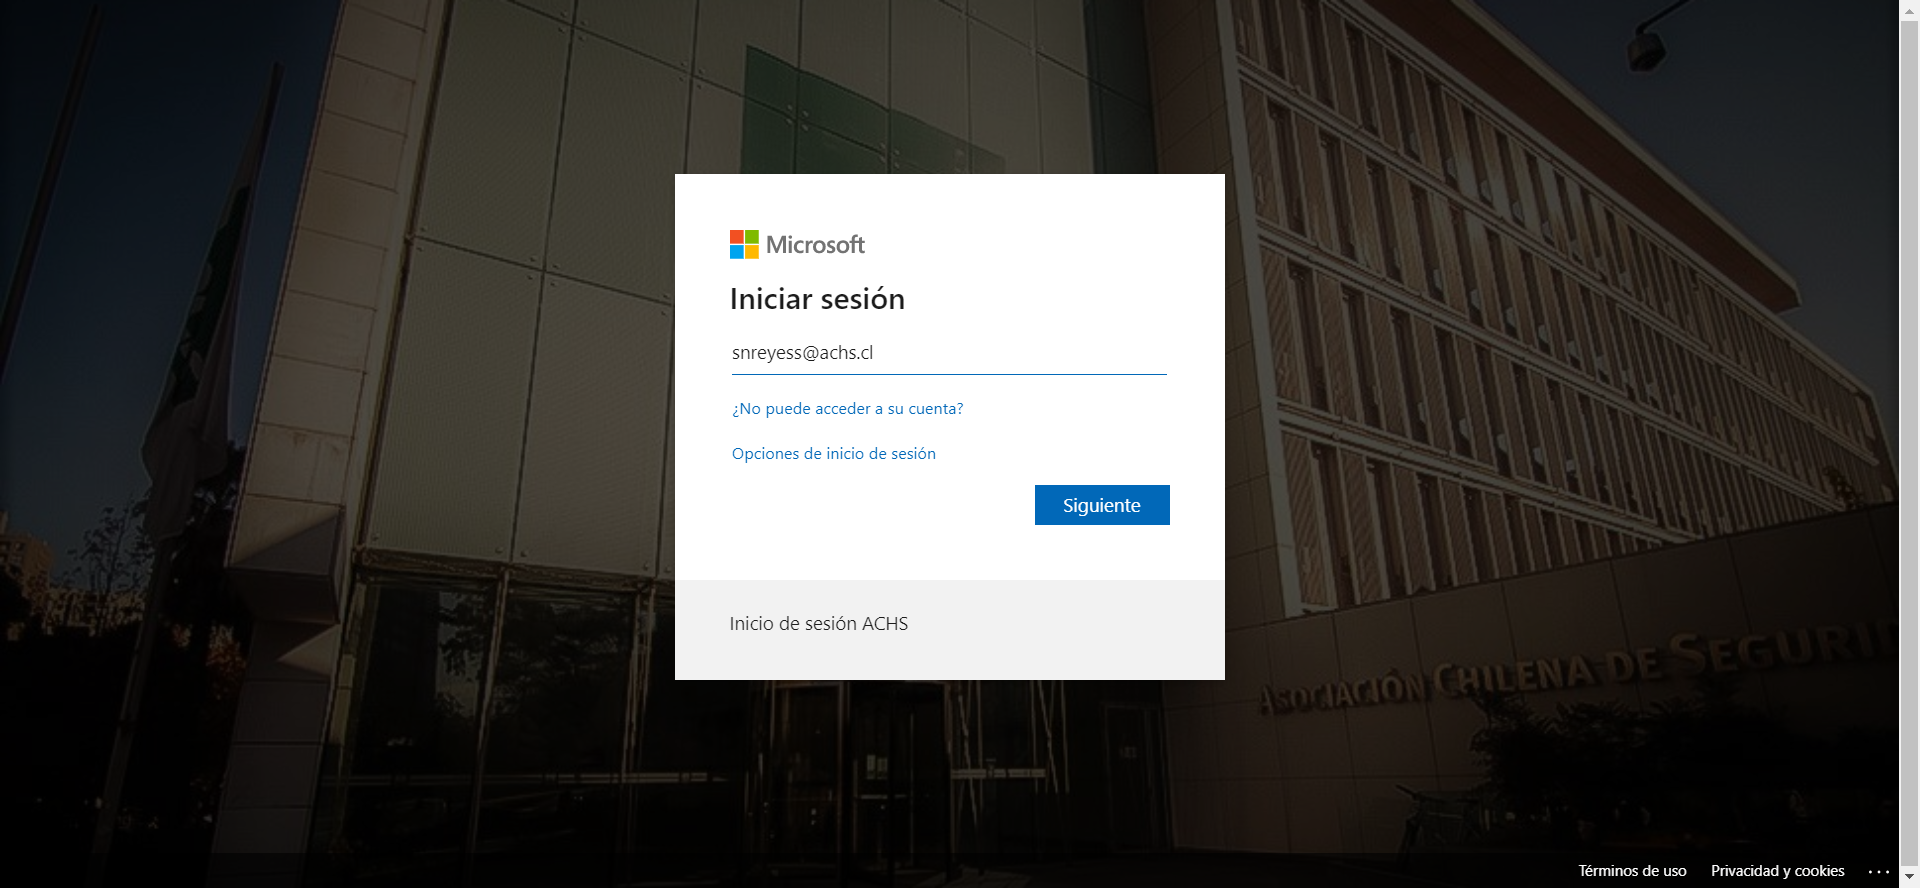 Microsoft
Iniciar sesión
snreyess@achs.cl
¿No puede acceder a su cuenta?
Opciones de inicio de sesión
Siguiente
Inicio de sesión ACHS
ASOCIACIÓN CHILENA DE SEGURI
Términos de uso
Privacidad y cookies